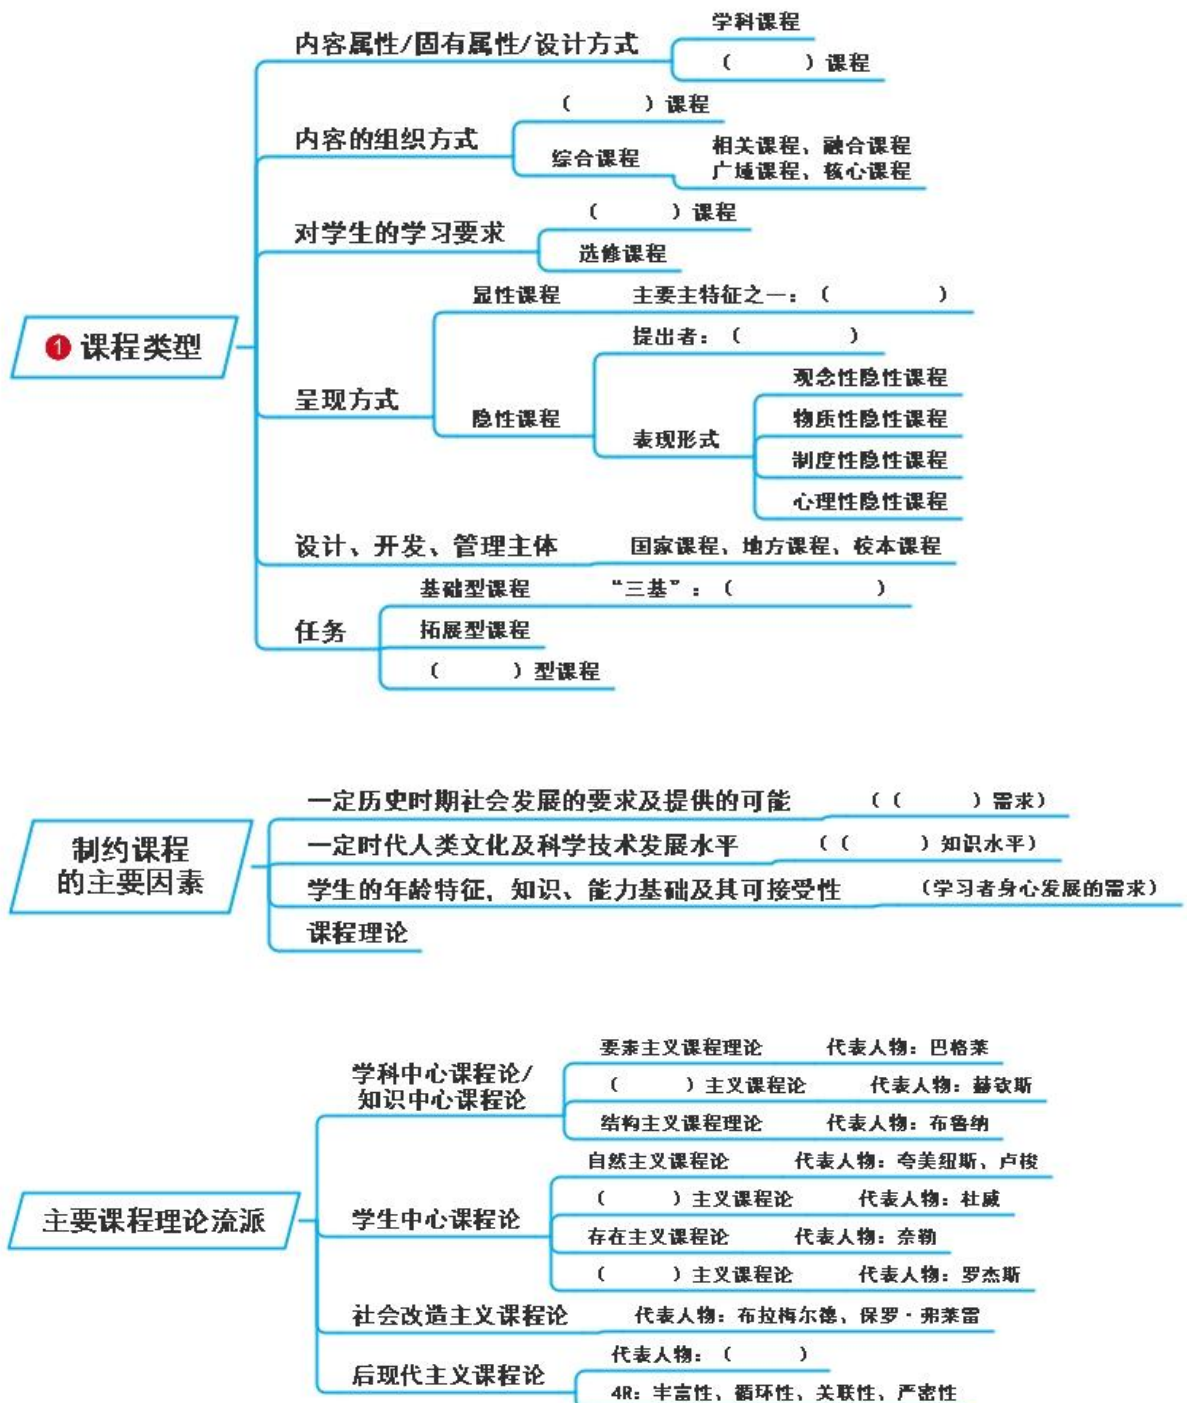 内容属性/固有属性/设计方式
学科课程
（　　　）课程
内容的组织方式
（　　　）课程
综合课程
相关课程、融合课程
广域课程、核心课程
对学生的学习要求
（　　　）课程
选修课程
❶ 课程类型
呈现方式
显性课程
主要主特征之一：（　　　　　）
隐性课程
提出者：（　　　　　）
表现形式
观念性隐性课程
物质性隐性课程
制度性隐性课程
心理性隐性课程
设计、开发、管理主体
国家课程、地方课程、校本课程
任务
基础型课程
“三基”：（　　　　　　）
拓展型课程
（　　　）型课程
制约课程
的主要因素
一定历史时期社会发展的要求及提供的可能
（（　　　）需求）
一定时代人类文化及科学技术发展水平
（（　　　）知识水平）
学生的年龄特征，知识、能力基础及其可接受性
（学习者身心发展的需求）
课程理论
主要课程理论流派
学科中心课程论/
知识中心课程论
要素主义课程理论
代表人物：巴格莱
（　　　）主义课程论
代表人物：赫钦斯
结构主义课程理论
代表人物：布鲁纳
学生中心课程论
自然主义课程论
代表人物：夸美纽斯、卢梭
（　　　）主义课程论
代表人物：杜威
存在主义课程论
代表人物：奈勒
（　　　）主义课程论
代表人物：罗杰斯
社会改造主义课程论
代表人物：布拉梅尔德、保罗·弗莱雷
后现代主义课程论
代表人物：（　　　）
4R：丰富性、循环性、关联性、严密性